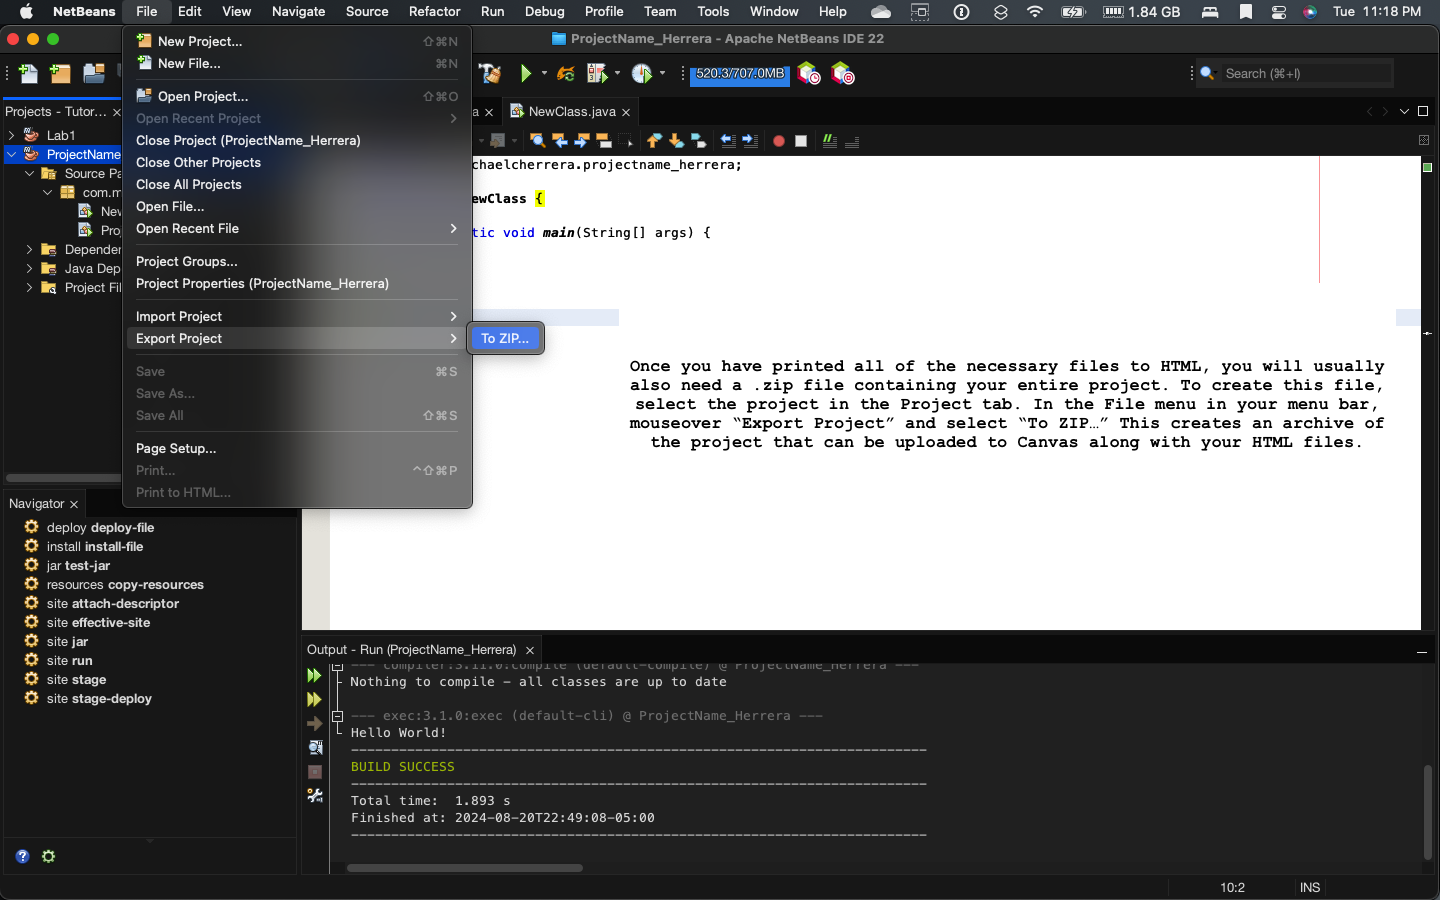 NetBeans File Edit View Navigate Source Refactor Run Debug Profile Team Tools Window Help 1.84 GB Tue 11:18 PM
ProjectName_Herrera - Apache NetBeans IDE 22
520.3/707.0MB
Search (⌘+I)
New Project... ⇧⌘N
New File... ⌘N
Open Project... ⇧⌘O
Open Recent Project
Close Project (ProjectName_Herrera)
Close Other Projects
Close All Projects
Open File...
Open Recent File
Project Groups...
Project Properties (ProjectName_Herrera)
Import Project
Export Project
To ZIP...
Save ⌘S
Save As...
Save All ⇧⌘S
Page Setup...
Print... ^⇧⌘P
Print to HTML...
Projects - Tutor...
Lab1
ProjectName
Source Pa
com.m
New
Proj
Dependen
Java Dep
Project Fil
a
NewClass.java
chaelcherrera.projectname_herrera;
ewClass {
tic void main(String[] args) {
Once you have printed all of the necessary files to HTML, you will usually
also need a .zip file containing your entire project. To create this file,
select the project in the Project tab. In the File menu in your menu bar,
mouseover “Export Project” and select “To ZIP…” This creates an archive of
the project that can be uploaded to Canvas along with your HTML files.
Navigator
deploy deploy-file
install install-file
jar test-jar
resources copy-resources
site attach-descriptor
site effective-site
site jar
site run
site stage
site stage-deploy
Output - Run (ProjectName_Herrera)
--- compiler:3.11.0:compile (default-compile) @ ProjectName_Herrera ---
Nothing to compile - all classes are up to date
--- exec:3.1.0:exec (default-cli) @ ProjectName_Herrera ---
Hello World!
------------------------------------------------------------------------
BUILD SUCCESS
------------------------------------------------------------------------
Total time:  1.893 s
Finished at: 2024-08-20T22:49:08-05:00
------------------------------------------------------------------------
10:2 INS